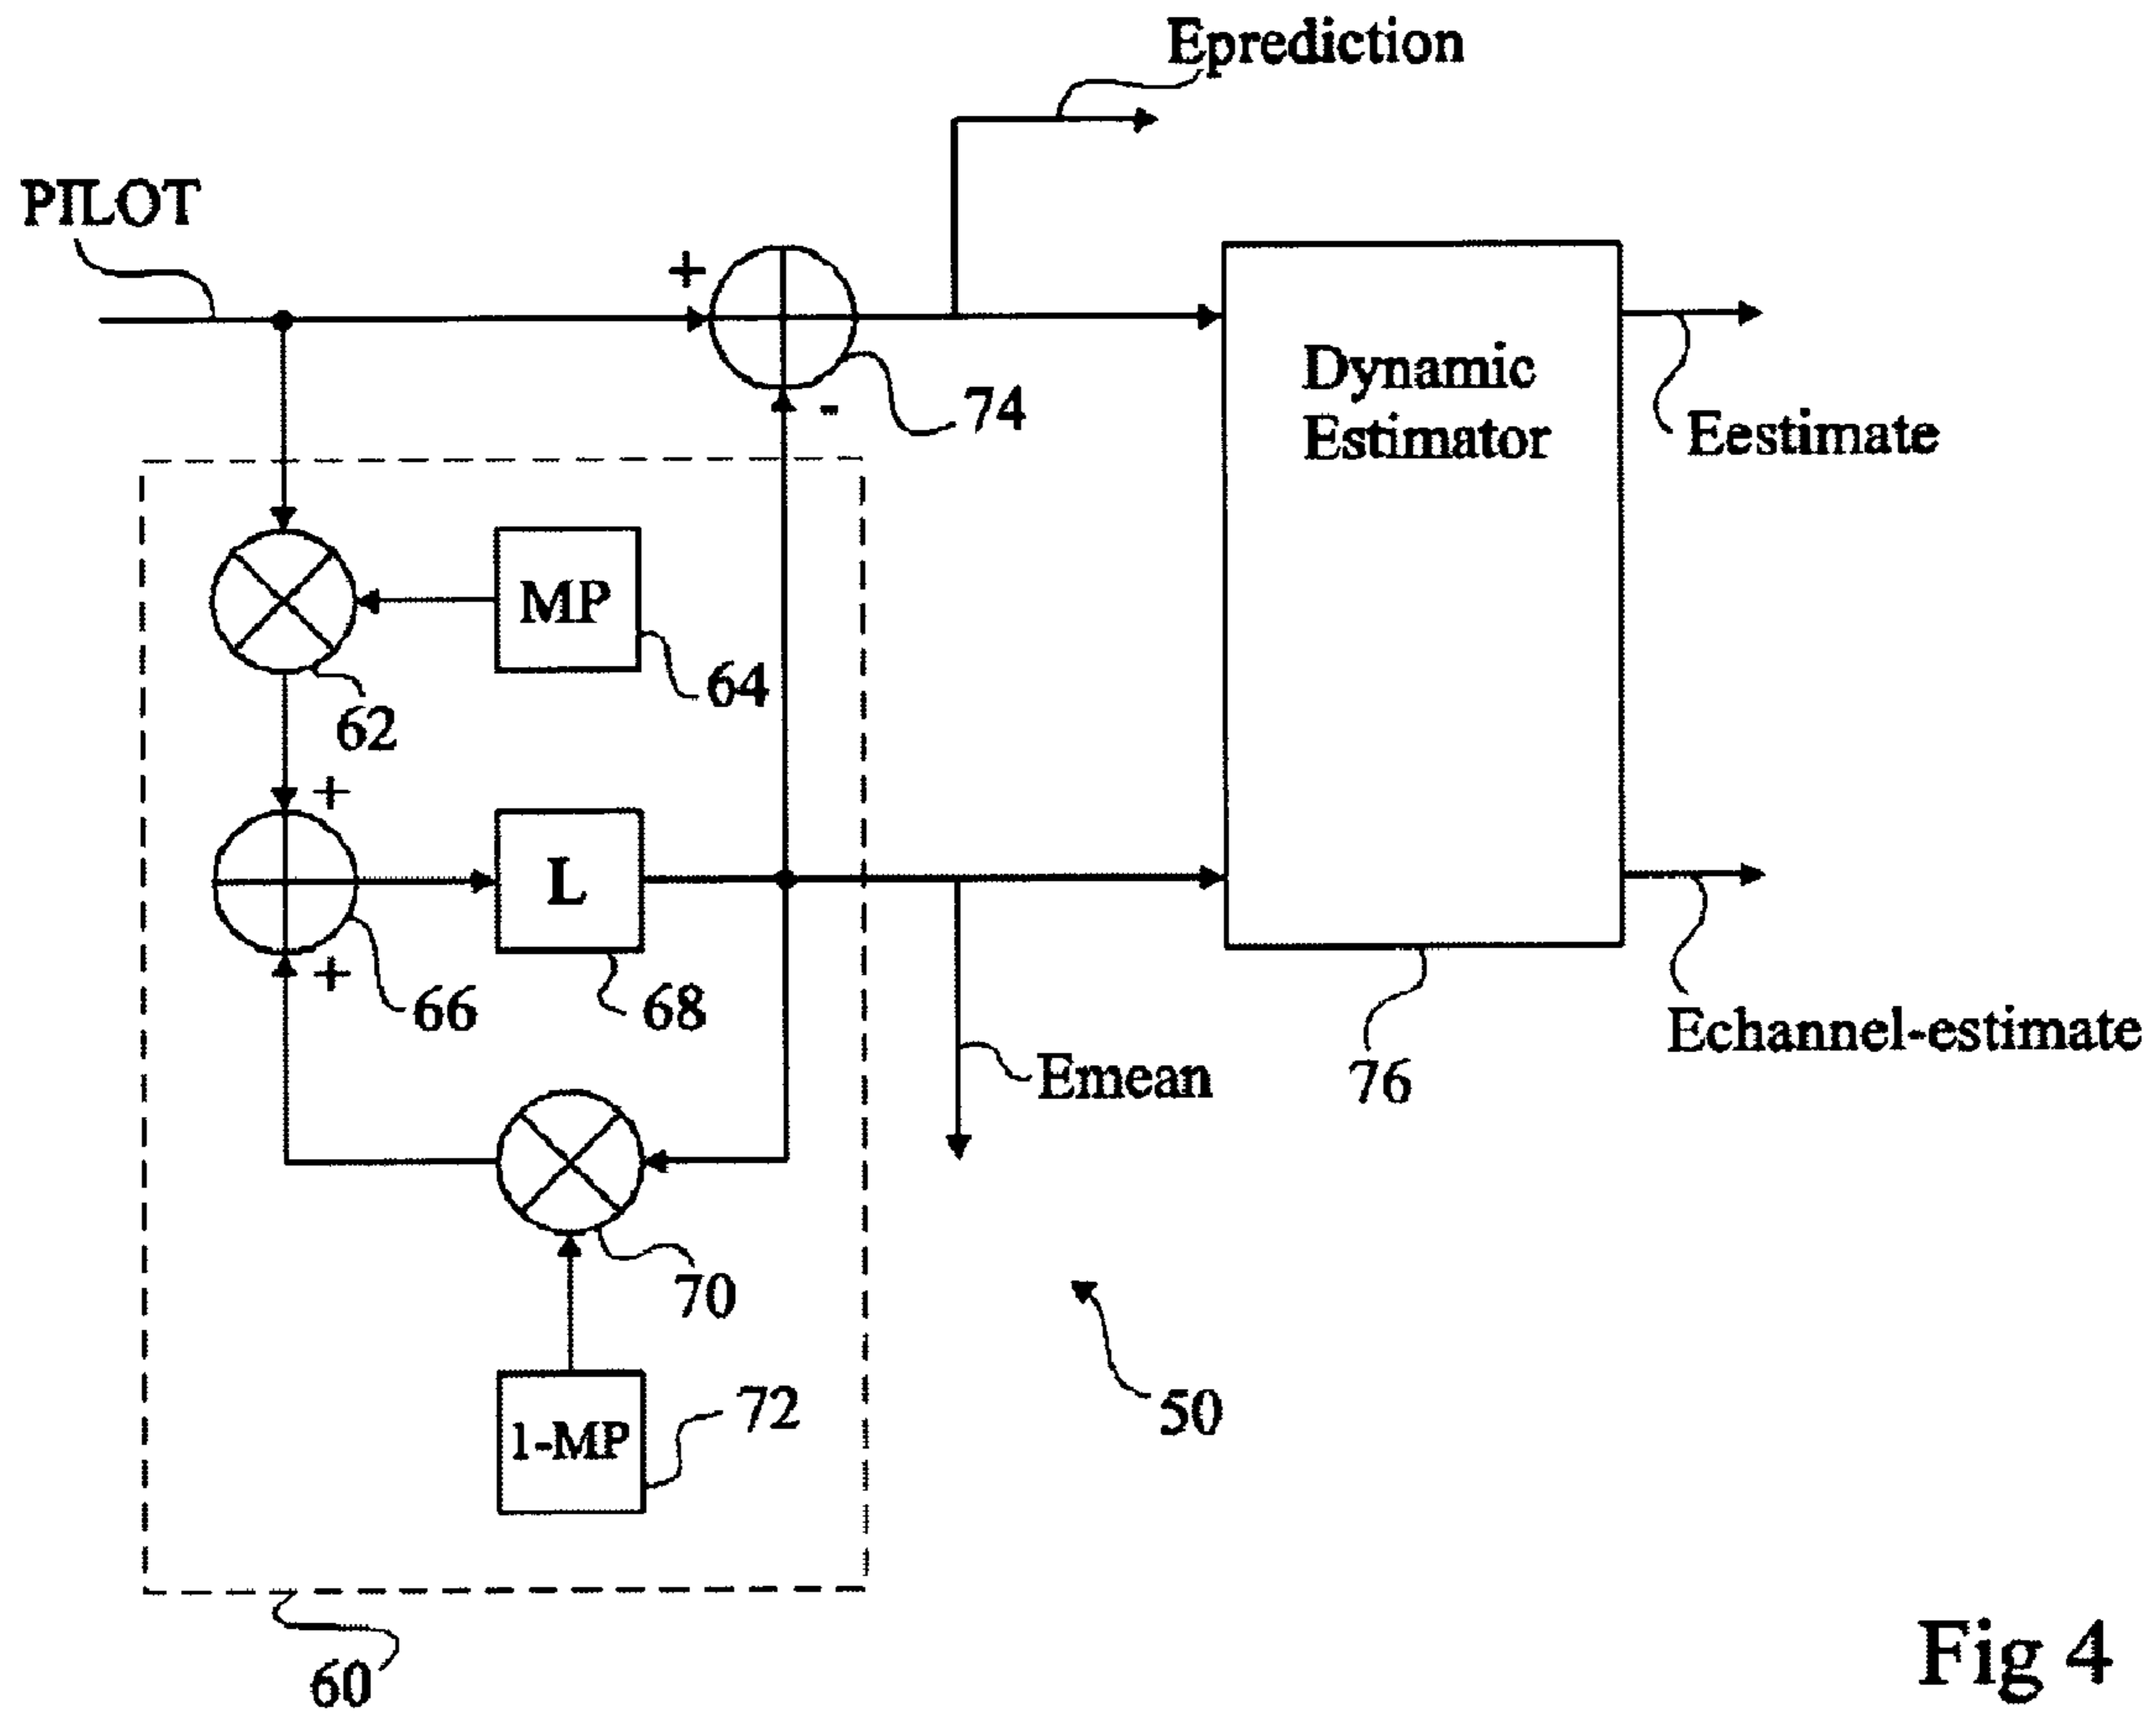 Eprediction
PILOT
+
74
-
Dynamic
Estimator
Eestimate
MP
64
62
+
L
+
66
68
Emean
76
Echannel-estimate
70
1-MP
72
50
60
Fig 4